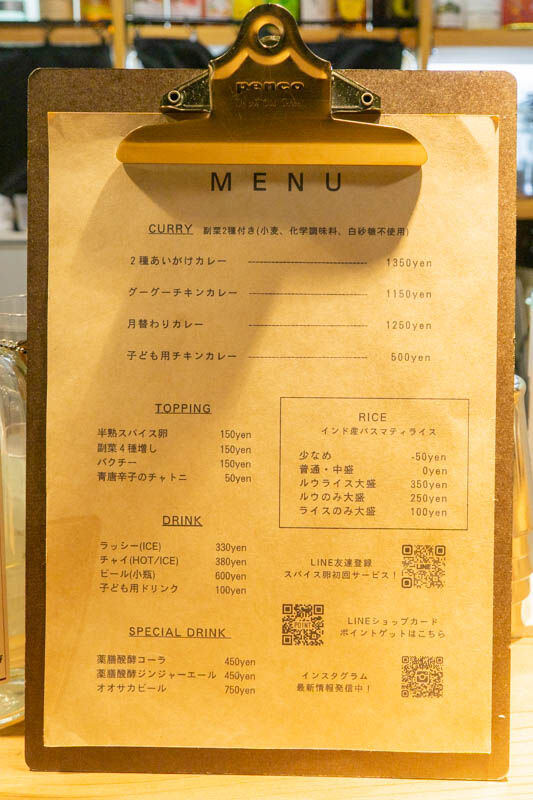 penco
MENU
CURRY 副菜2種付き(小麦、化学調味料、白砂糖不使用)
2種あいがけカレー ---------------------------- 1350yen
グーグーチキンカレー ---------------------------- 1150yen
月替わりカレー ---------------------------- 1250yen
子ども用チキンカレー ---------------------------- 500yen
TOPPING
半熟スパイス卵 150yen
副菜4種増し 150yen
パクチー 150yen
青唐辛子のチャトニ 50yen
RICE
インド産バスマティライス
少なめ -50yen
普通・中盛 0yen
ルウライス大盛 350yen
ルウのみ大盛 250yen
ライスのみ大盛 100yen
DRINK
ラッシー(ICE) 330yen
チャイ(HOT/ICE) 380yen
ビール(小瓶) 600yen
子ども用ドリンク 100yen
LINE友達登録
スパイス卵初回サービス!
LINE
POINT
LINEショップカード
ポイントゲットはこちら
SPECIAL DRINK
薬膳醗酵コーラ 450yen
薬膳醗酵ジンジャーエール 450yen
オオサカビール 750yen
インスタグラム
最新情報発信中!